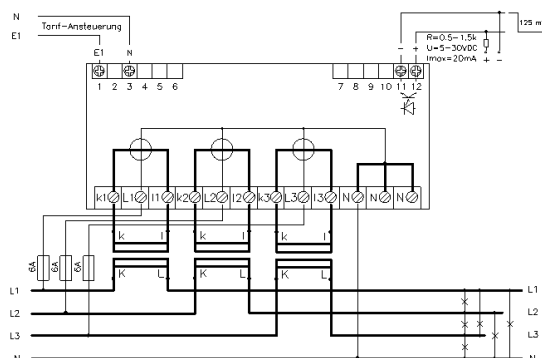 N
Tarif-Ansteuerung
E1
E1 N
1 2 3 4 5 6
125 m
R=0.5-1,5k
U=5-30VDC
Imax=20mA
- +
+ -
7 8 9 10 11 12
k1 L1 l1 k2 L2 l2 k3 L3 l3 N N N
k l k l k l
6A 6A 6A
K L K L K L
L1 L1
L2 L2
L3 L3
N N